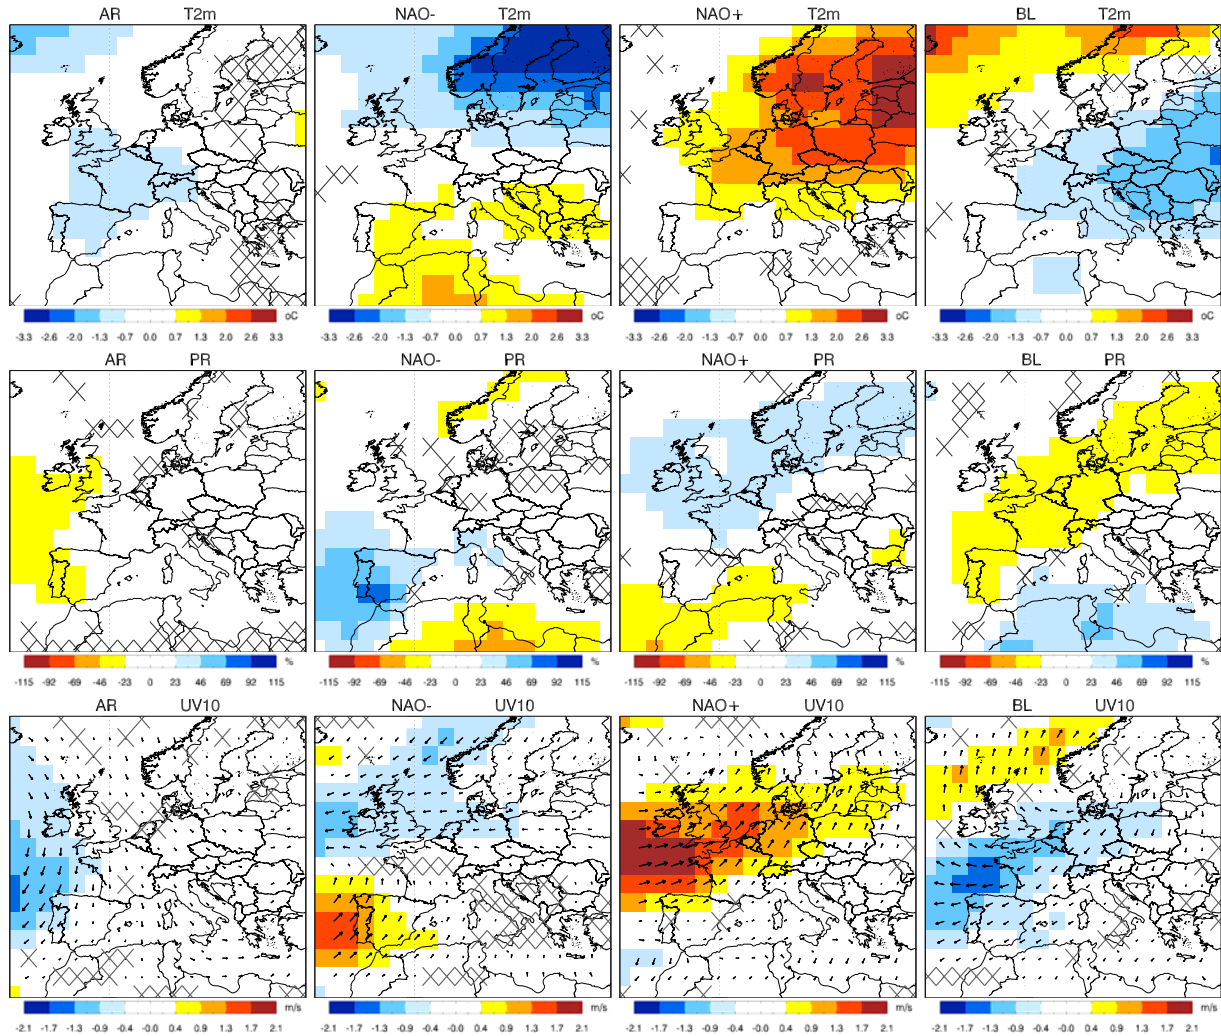 AR T2m NAO- T2m NAO+ T2m BL T2m
-3.3 -2.6 -2.0 -1.3 -0.7 0.0 0.7 1.3 2.0 2.6 3.3 oC -3.3 -2.6 -2.0 -1.3 -0.7 0.0 0.7 1.3 2.0 2.6 3.3 oC -3.3 -2.6 -2.0 -1.3 -0.7 0.0 0.7 1.3 2.0 2.6 3.3 oC -3.3 -2.6 -2.0 -1.3 -0.7 0.0 0.7 1.3 2.0 2.6 3.3 oC
AR PR NAO- PR NAO+ PR BL PR
-115 -92 -69 -46 -23 0 23 46 69 92 115 % -115 -92 -69 -46 -23 0 23 46 69 92 115 % -115 -92 -69 -46 -23 0 23 46 69 92 115 % -115 -92 -69 -46 -23 0 23 46 69 92 115 %
AR UV10 NAO- UV10 NAO+ UV10 BL UV10
-2.1 -1.7 -1.3 -0.9 -0.4 -0.0 0.4 0.9 1.3 1.7 2.1 m/s -2.1 -1.7 -1.3 -0.9 -0.4 -0.0 0.4 0.9 1.3 1.7 2.1 m/s -2.1 -1.7 -1.3 -0.9 -0.4 -0.0 0.4 0.9 1.3 1.7 2.1 m/s -2.1 -1.7 -1.3 -0.9 -0.4 -0.0 0.4 0.9 1.3 1.7 2.1 m/s